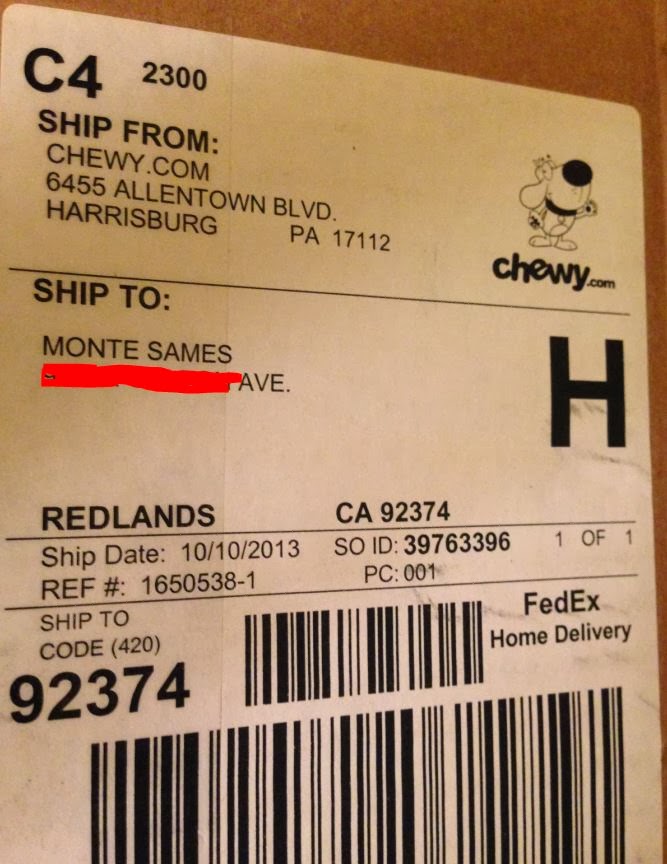 C4 2300
SHIP FROM:
CHEWY.COM
6455 ALLENTOWN BLVD.
HARRISBURG PA 17112
chewy.com
SHIP TO:
MONTE SAMES
AVE.
H
REDLANDS CA 92374
Ship Date: 10/10/2013 SO ID: 39763396 1 OF 1
REF #: 1650538-1 PC: 001
SHIP TO
CODE (420)
92374
FedEx
Home Delivery